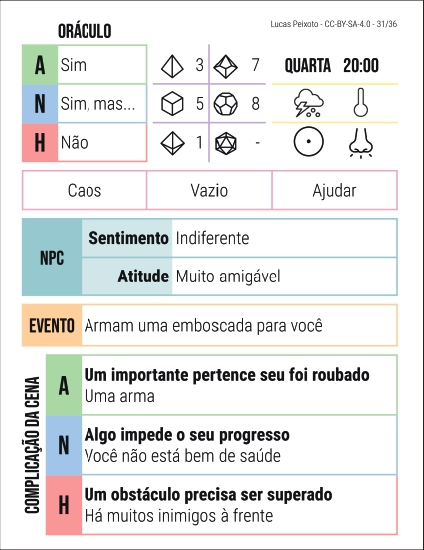 Lucas Peixoto - CC-BY-SA-4.0 - 31/36
ORÁCULO
A Sim
N Sim, mas...
H Não
3 7
5 8
1 -
QUARTA 20:00
Caos Vazio Ajudar
NPC
Sentimento Indiferente
Atitude Muito amigável
EVENTO Armam uma emboscada para você
COMPLICAÇÃO DA CENA
A Um importante pertence seu foi roubado
Uma arma
N Algo impede o seu progresso
Você não está bem de saúde
H Um obstáculo precisa ser superado
Há muitos inimigos à frente